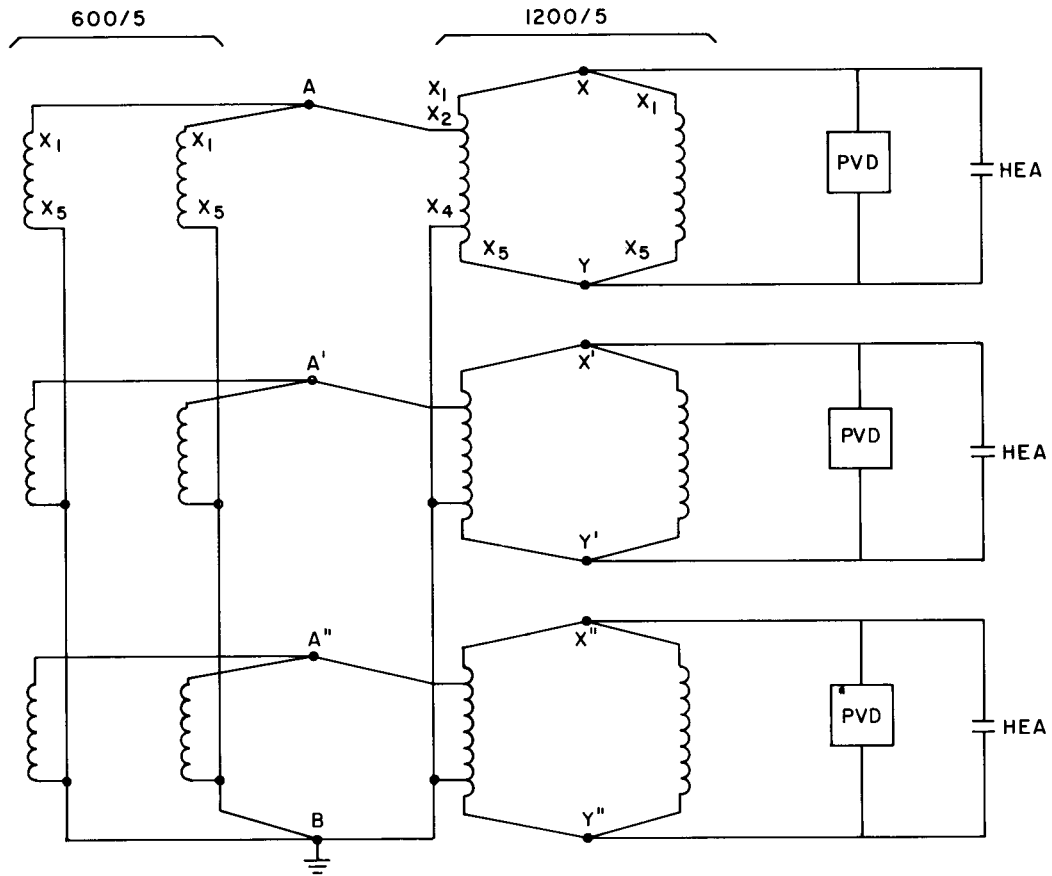 600/5
1200/5
A
X1
X2
X
X1
X1
X1
PVD
HEA
X5
X5
X4
X5
X5
Y
A'
X'
PVD
HEA
Y'
A"
X"
PVD
HEA
B
Y"